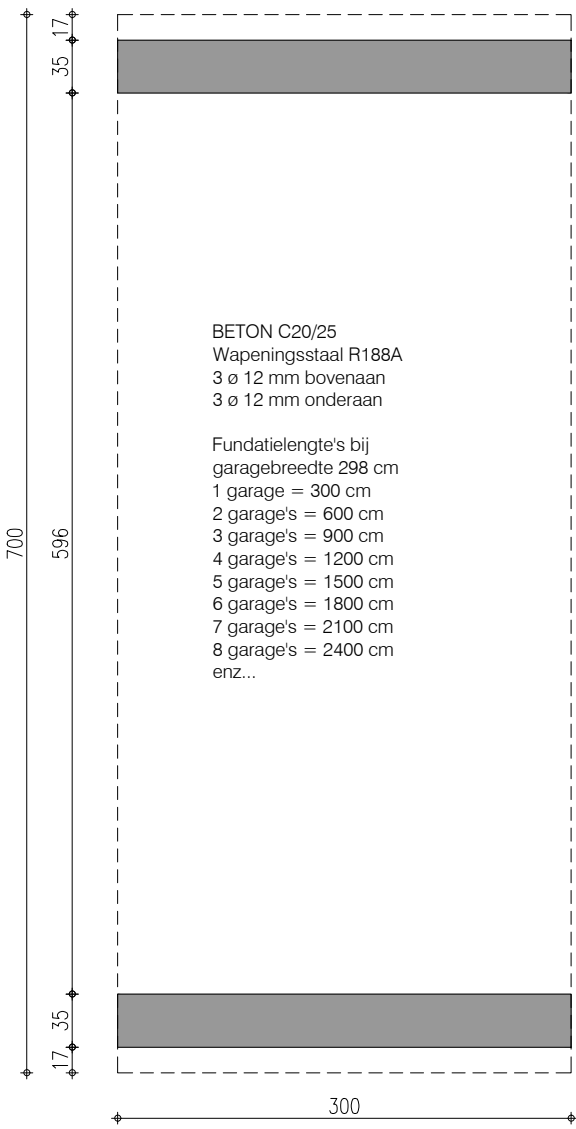 17
35
BETON C20/25
Wapeningsstaal R188A
3 ø 12 mm bovenaan
3 ø 12 mm onderaan
Fundatielengte's bij
garagebreedte 298 cm
1 garage = 300 cm
2 garage's = 600 cm
3 garage's = 900 cm
4 garage's = 1200 cm
5 garage's = 1500 cm
6 garage's = 1800 cm
7 garage's = 2100 cm
8 garage's = 2400 cm
enz...
700
596
35
17
300